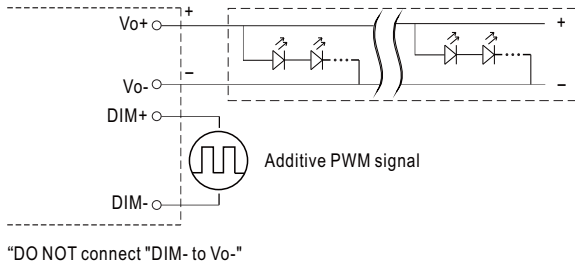 Vo+
+
+
Vo-
–
–
DIM+
Additive PWM signal
DIM-
“DO NOT connect "DIM- to Vo-"